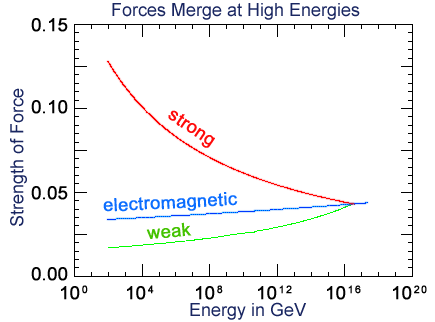 Forces Merge at High Energies
Strength of Force
0.15
0.10
0.05
0.00
strong
electromagnetic
weak
10^0 10^4 10^8 10^12 10^16 10^20
Energy in GeV